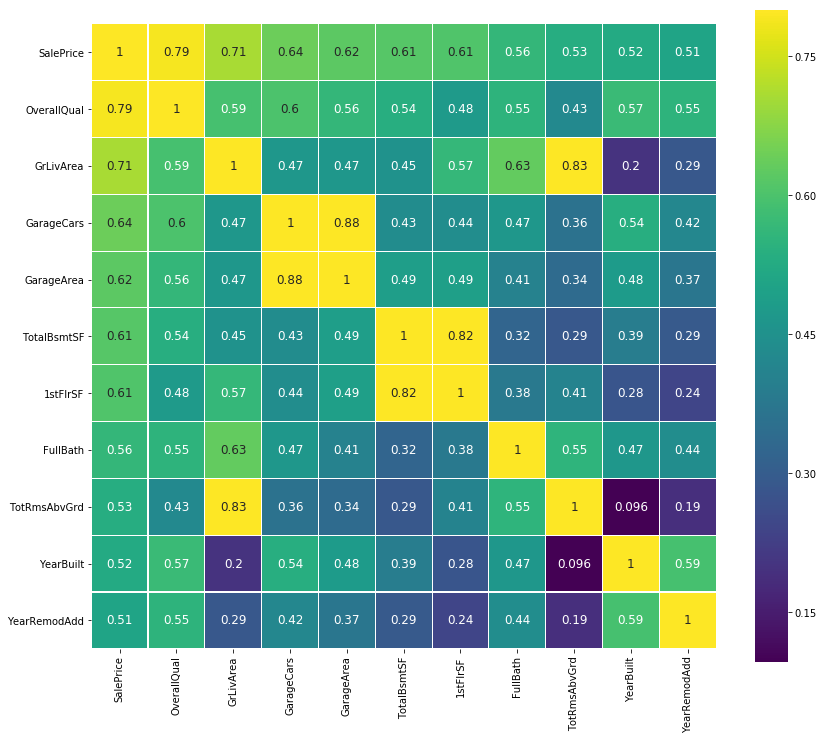 SalePrice 1 0.79 0.71 0.64 0.62 0.61 0.61 0.56 0.53 0.52 0.51
OverallQual 0.79 1 0.59 0.6 0.56 0.54 0.48 0.55 0.43 0.57 0.55
GrLivArea 0.71 0.59 1 0.47 0.47 0.45 0.57 0.63 0.83 0.2 0.29
GarageCars 0.64 0.6 0.47 1 0.88 0.43 0.44 0.47 0.36 0.54 0.42
GarageArea 0.62 0.56 0.47 0.88 1 0.49 0.49 0.41 0.34 0.48 0.37
TotalBsmtSF 0.61 0.54 0.45 0.43 0.49 1 0.82 0.32 0.29 0.39 0.29
1stFlrSF 0.61 0.48 0.57 0.44 0.49 0.82 1 0.38 0.41 0.28 0.24
FullBath 0.56 0.55 0.63 0.47 0.41 0.32 0.38 1 0.55 0.47 0.44
TotRmsAbvGrd 0.53 0.43 0.83 0.36 0.34 0.29 0.41 0.55 1 0.096 0.19
YearBuilt 0.52 0.57 0.2 0.54 0.48 0.39 0.28 0.47 0.096 1 0.59
YearRemodAdd 0.51 0.55 0.29 0.42 0.37 0.29 0.24 0.44 0.19 0.59 1
SalePrice
OverallQual
GrLivArea
GarageCars
GarageArea
TotalBsmtSF
1stFlrSF
FullBath
TotRmsAbvGrd
YearBuilt
YearRemodAdd
0.75
0.60
0.45
0.30
0.15